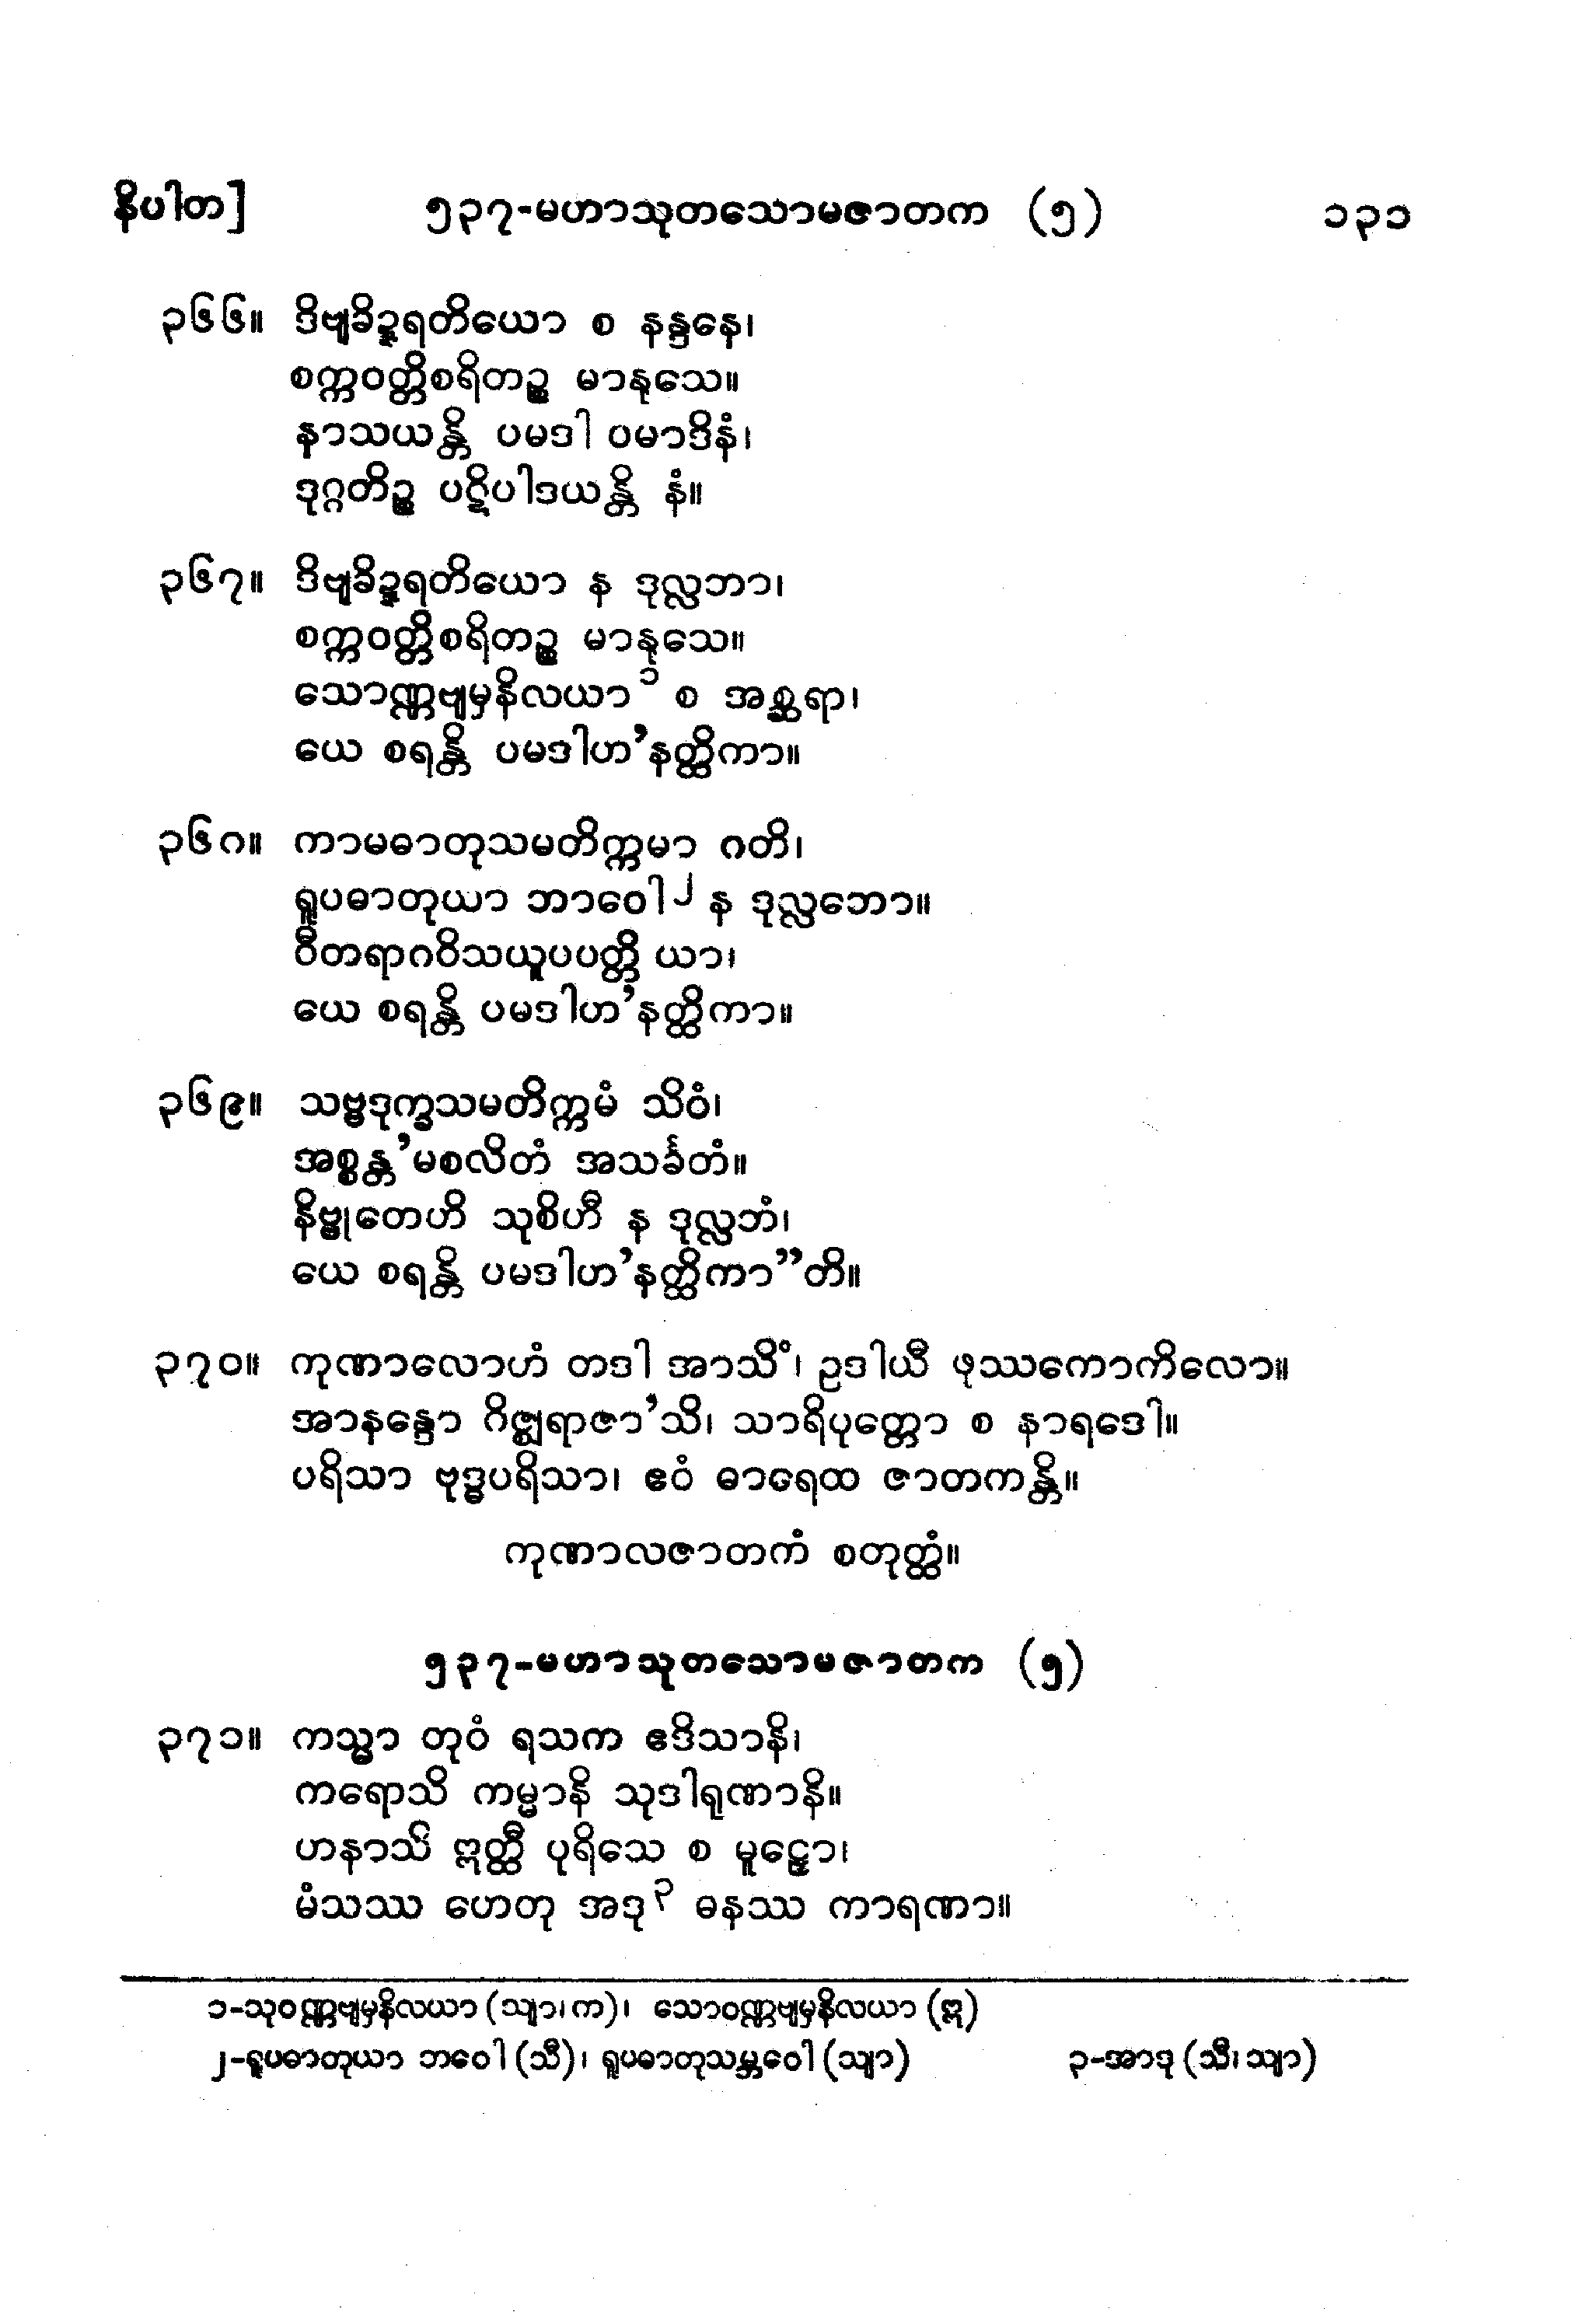 နိပါတ]	၅၃၇-မဟာသုတသောမဇာတက (၅)	၁၃၁
၃၆၆။ ဒိဗျခိဍ္ဍရတိယော စ နန္ဒနေ၊
စက္ကဝတ္တိစရိတဉ္စ မာနုသေ။
နာသယန္တိ ပမဒါ ပမာဒိနံ၊
ဒုဂ္ဂတိဉ္စ ပဋိပါဒယန္တိ နံ။
၃၆၇။ ဒိဗျခိဍ္ဍရတိယော န ဒုလ္လဘာ၊
စက္ကဝတ္တိစရိတဉ္စ မာနုသေ။
သောဏ္ဏဗျမှနိလယာ ၁ စ အစ္ဆရာ၊
ယေ စရန္တိ ပမဒါဟ’နတ္ထိကာ။
၃၆၈။ ကာမဓာတုသမတိက္ကမာ ဂတိ၊
ရူပဓာတုယာ ဘာဝေါ ၂ န ဒုလ္လဘော။
ဝီတရာဂဝိသယူပပတ္တိ ယာ၊
ယေ စရန္တိ ပမဒါဟ’နတ္ထိကာ။
၃၆၉။ သဗ္ဗဒုက္ခသမတိက္ကမံ သိဝံ၊
အစ္စန္တ’မစလိတံ အသင်္ခတံ။
နိဗ္ဗုတေဟိ သုစိဟီ န ဒုလ္လဘံ၊
ယေ စရန္တိ ပမဒါဟ’နတ္ထိကာ”တိ။
၃၇၀။ ကုဏာလောဟံ တဒါ အာသိံ၊ ဥဒါယီ ဖုဿကောကိလော။
အာနန္ဒော ဂိဇ္ဈရာဇာ’သိ၊ သာရိပုတ္တော စ နာရဒေါ။
ပရိသာ ဗုဒ္ဓပရိသာ၊ ဧဝံ ဓာရေထ ဇာတကန္တိ။
ကုဏာလဇာတကံ စတုတ္ထံ။
၅၃၇-မဟာသုတသောမဇာတက (၅)
၃၇၁။ ကသ္မာ တုဝံ ရသက ဧဒိသာနိ၊
ကရောသိ ကမ္မာနိ သုဒါရုဏာနိ။
ဟနာသိ ဣတ္ထီ ပုရိသေ စ မူဠှော၊
မံသဿ ဟေတု အဒု ၃ ဓနဿ ကာရဏာ။
၁-သုဝဏ္ဏဗျမှနိလယာ (သျာ၊ က)၊ သောဝဏ္ဏဗျမှနိလယာ (ဣ)
၂-ရူပဓာတုယာ ဘဝေါ (သီ)၊ ရူပဓာတုသမ္ဘဝေါ (သျာ)	၃-အာဒု (သီ၊ သျာ)